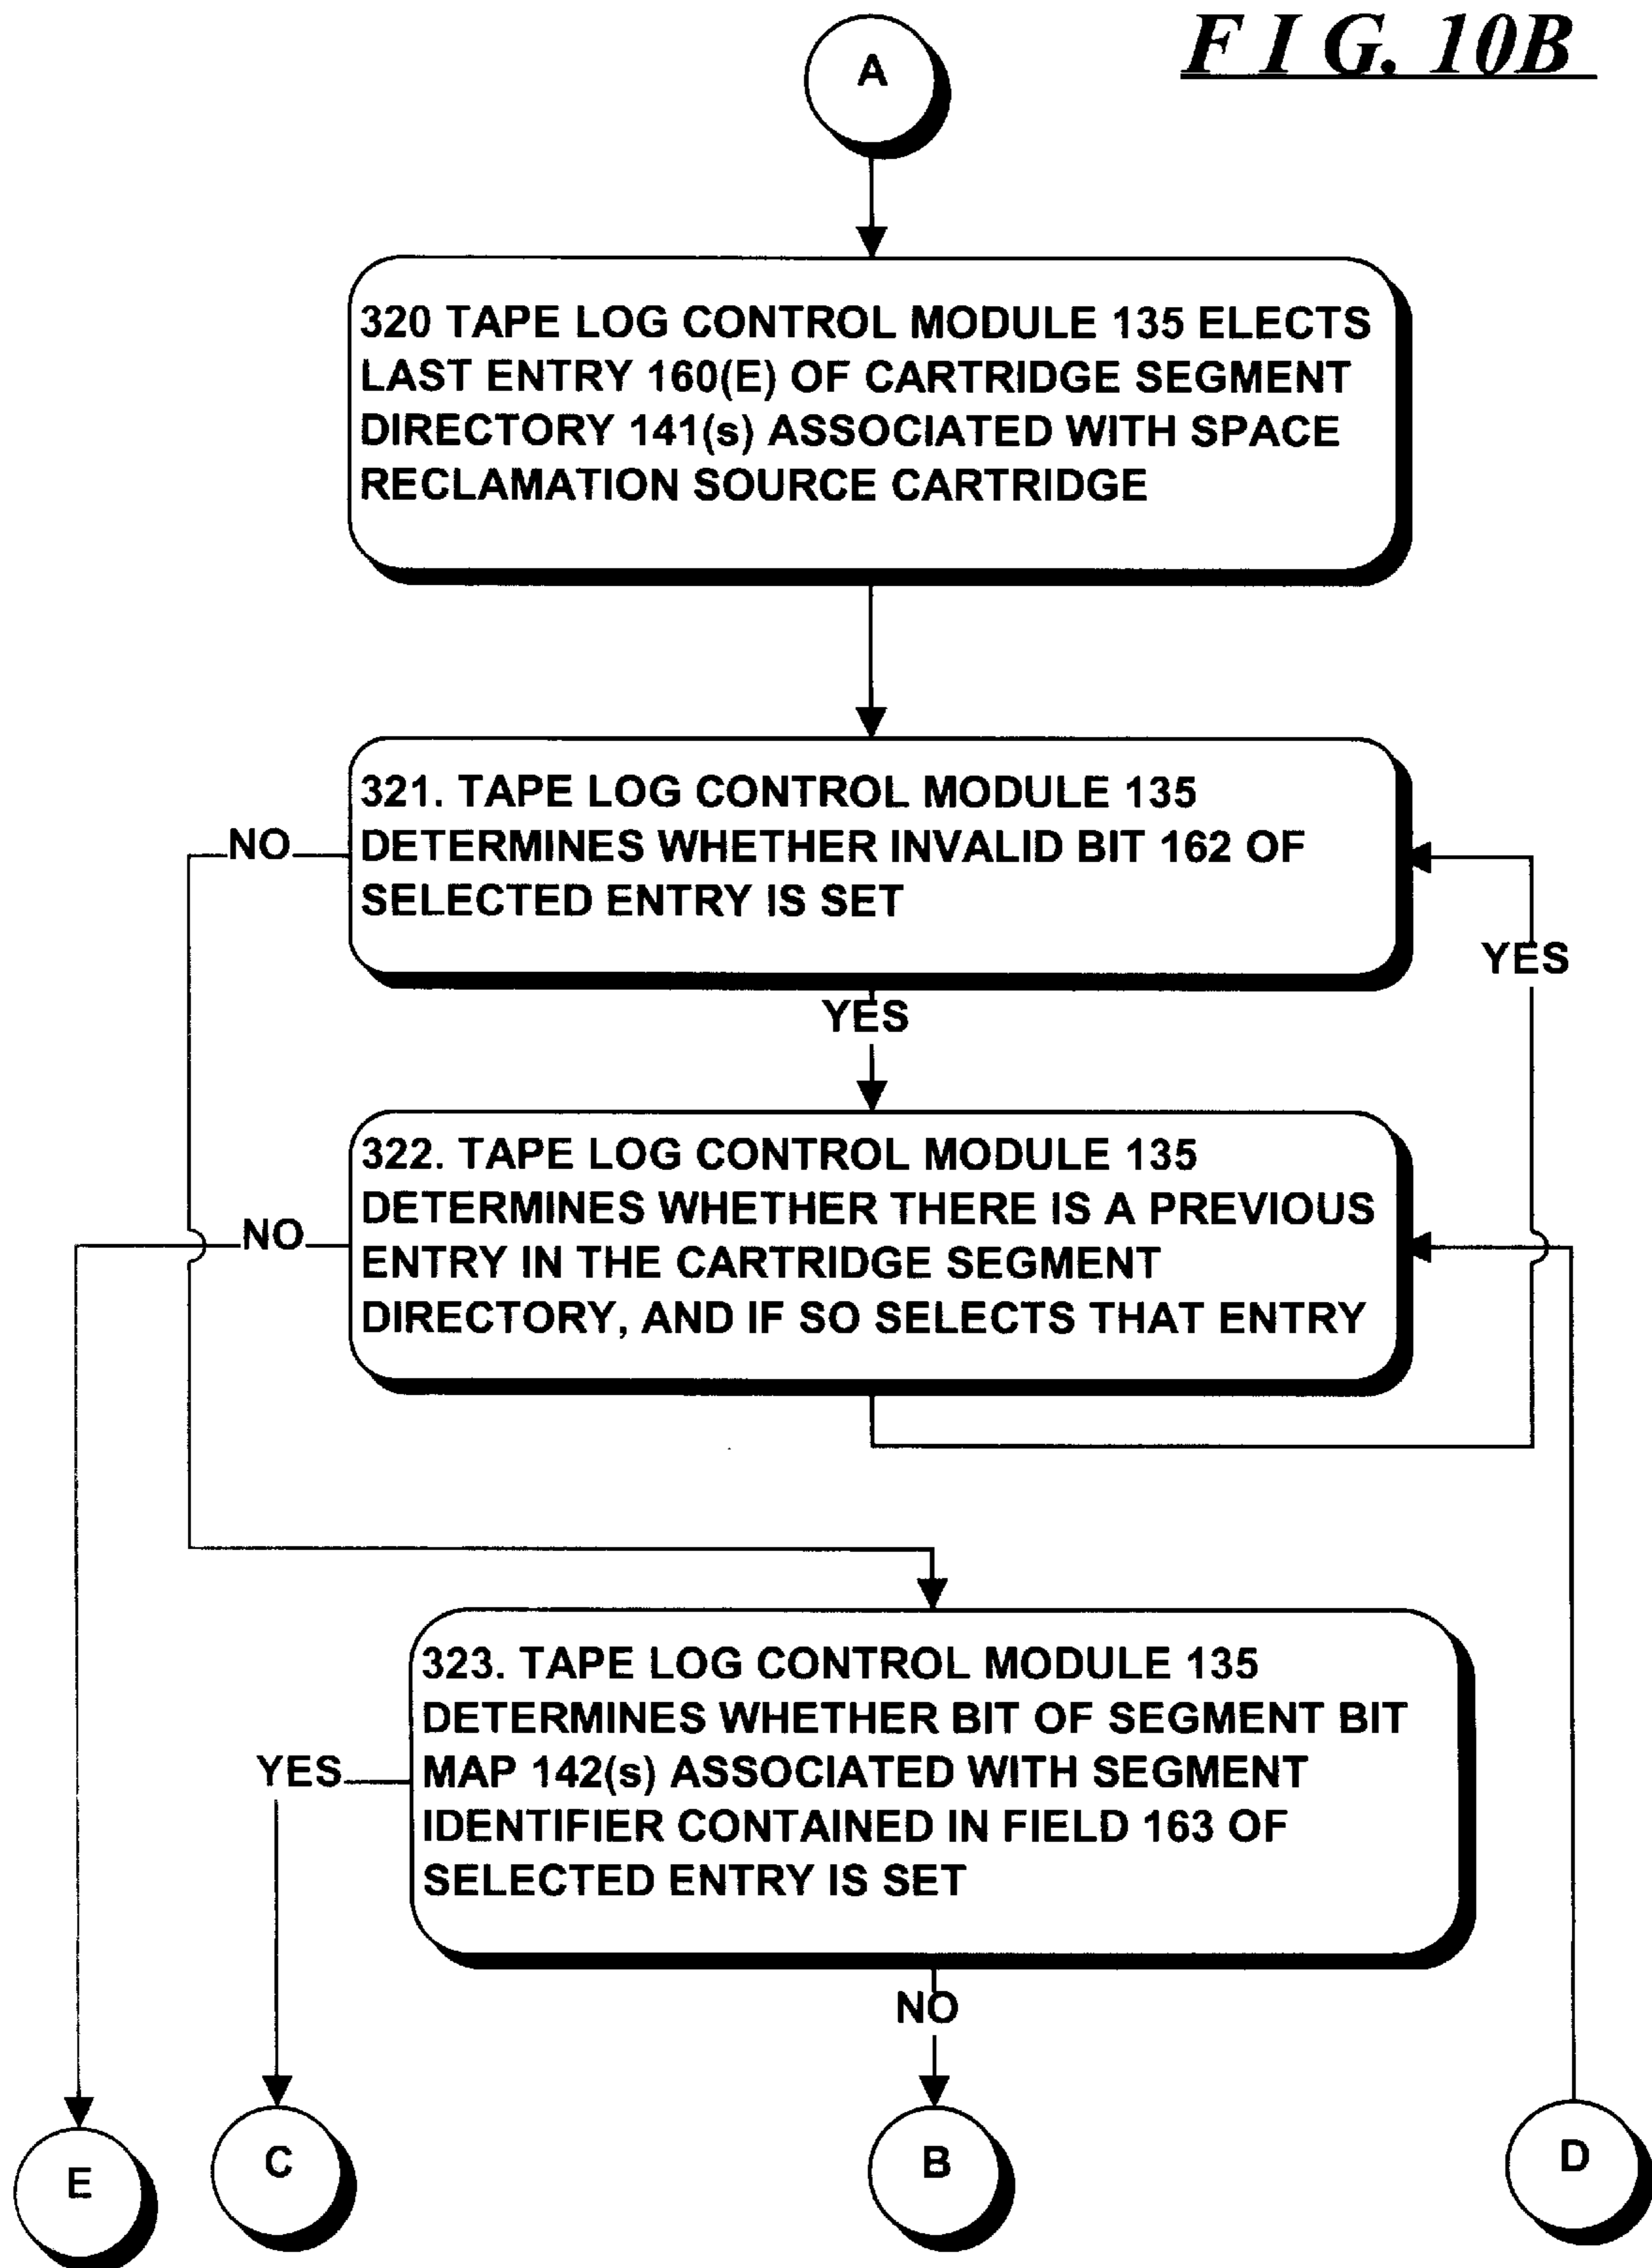 F I G. 10B
A
320 TAPE LOG CONTROL MODULE 135 ELECTS
LAST ENTRY 160(E) OF CARTRIDGE SEGMENT
DIRECTORY 141(s) ASSOCIATED WITH SPACE
RECLAMATION SOURCE CARTRIDGE
321. TAPE LOG CONTROL MODULE 135
DETERMINES WHETHER INVALID BIT 162 OF
SELECTED ENTRY IS SET
NO
YES
YES
322. TAPE LOG CONTROL MODULE 135
DETERMINES WHETHER THERE IS A PREVIOUS
ENTRY IN THE CARTRIDGE SEGMENT
DIRECTORY, AND IF SO SELECTS THAT ENTRY
NO
323. TAPE LOG CONTROL MODULE 135
DETERMINES WHETHER BIT OF SEGMENT BIT
MAP 142(s) ASSOCIATED WITH SEGMENT
IDENTIFIER CONTAINED IN FIELD 163 OF
SELECTED ENTRY IS SET
YES
NO
E
C
B
D